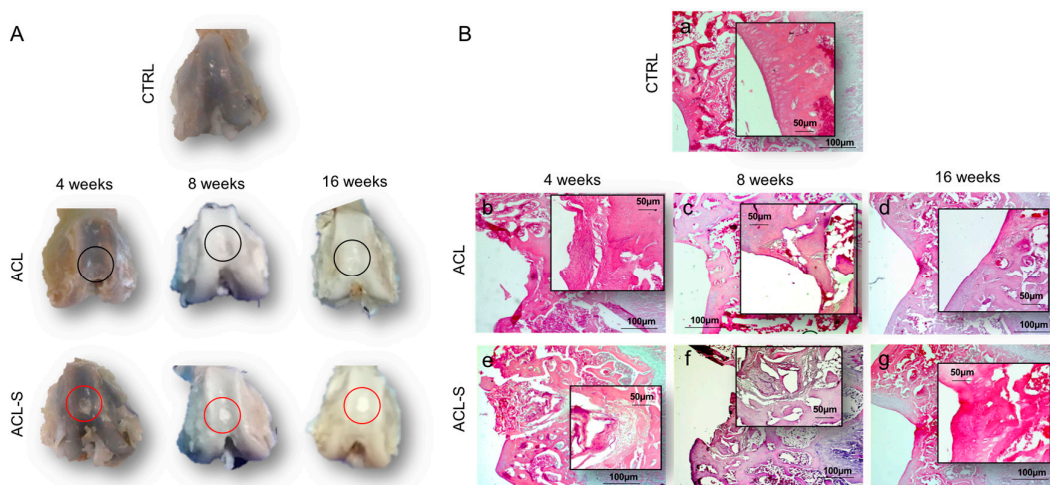 A
B
CTRL
CTRL
a
50µm
100µm
4 weeks
8 weeks
16 weeks
4 weeks
8 weeks
16 weeks
ACL
ACL
b
50µm
100µm
c
50µm
100µm
d
50µm
100µm
ACL-S
ACL-S
e
50µm
100µm
f
50µm
100µm
g
50µm
100µm